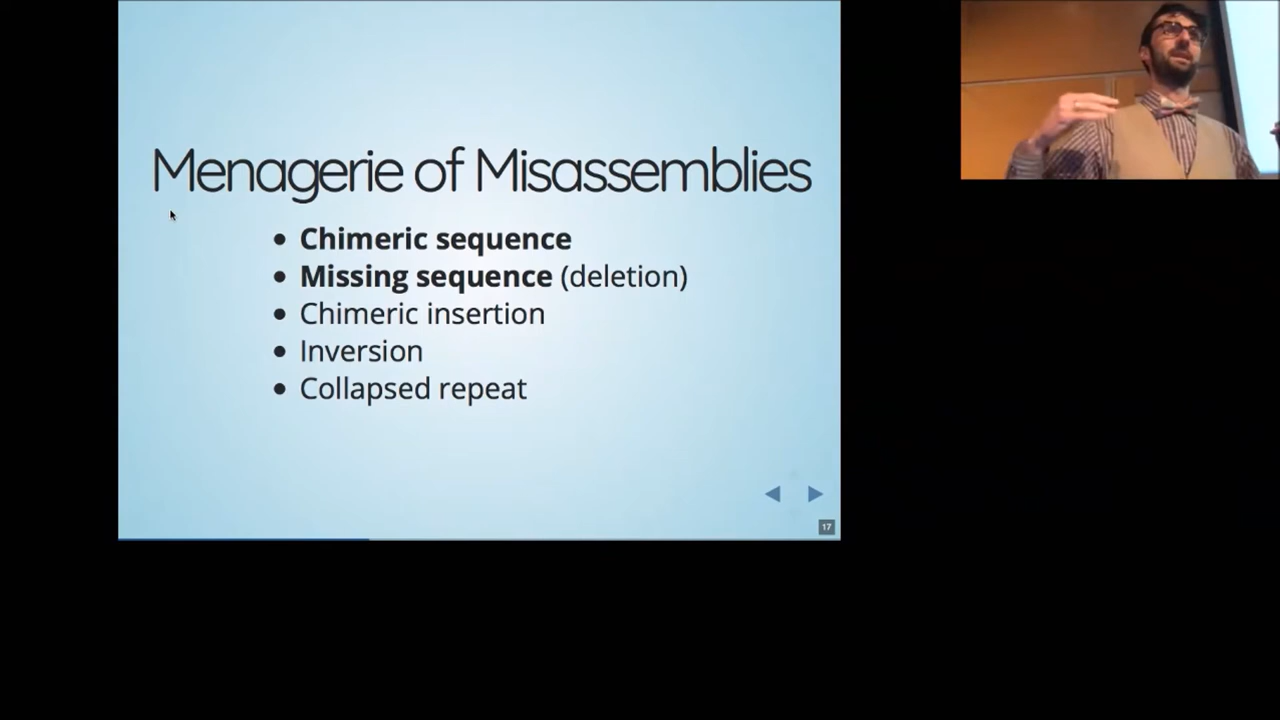 Menagerie of Misassemblies
Chimeric sequence
Missing sequence (deletion)
Chimeric insertion
Inversion
Collapsed repeat
17